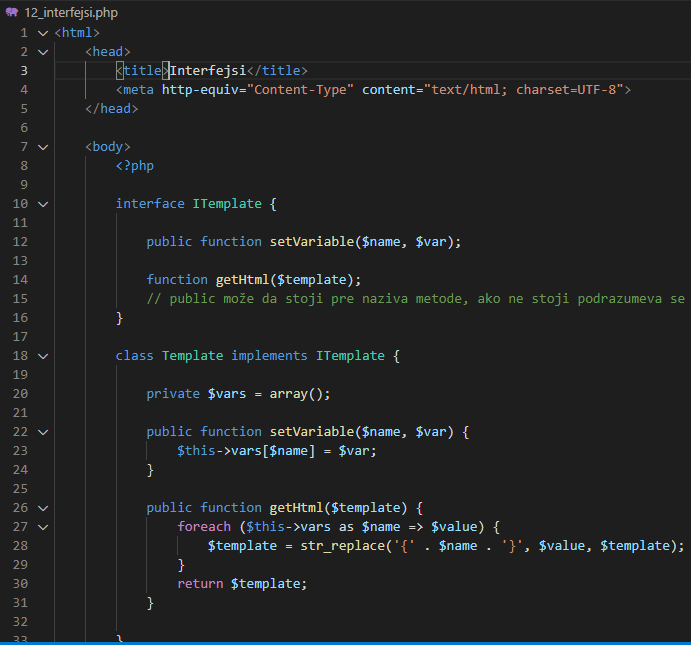 12_interfejsi.php
1 <html>
2 <head>
3 <title>Interfejsi</title>
4 <meta http-equiv="Content-Type" content="text/html; charset=UTF-8">
5 </head>
6
7 <body>
8 <?php
9
10 interface ITemplate {
11
12 public function setVariable($name, $var);
13
14 function getHtml($template);
15 // public može da stoji pre naziva metode, ako ne stoji podrazumeva se
16 }
17
18 class Template implements ITemplate {
19
20 private $vars = array();
21
22 public function setVariable($name, $var) {
23 $this->vars[$name] = $var;
24 }
25
26 public function getHtml($template) {
27 foreach ($this->vars as $name => $value) {
28 $template = str_replace('{' . $name . '}', $value, $template);
29 }
30 return $template;
31 }
32
33 }